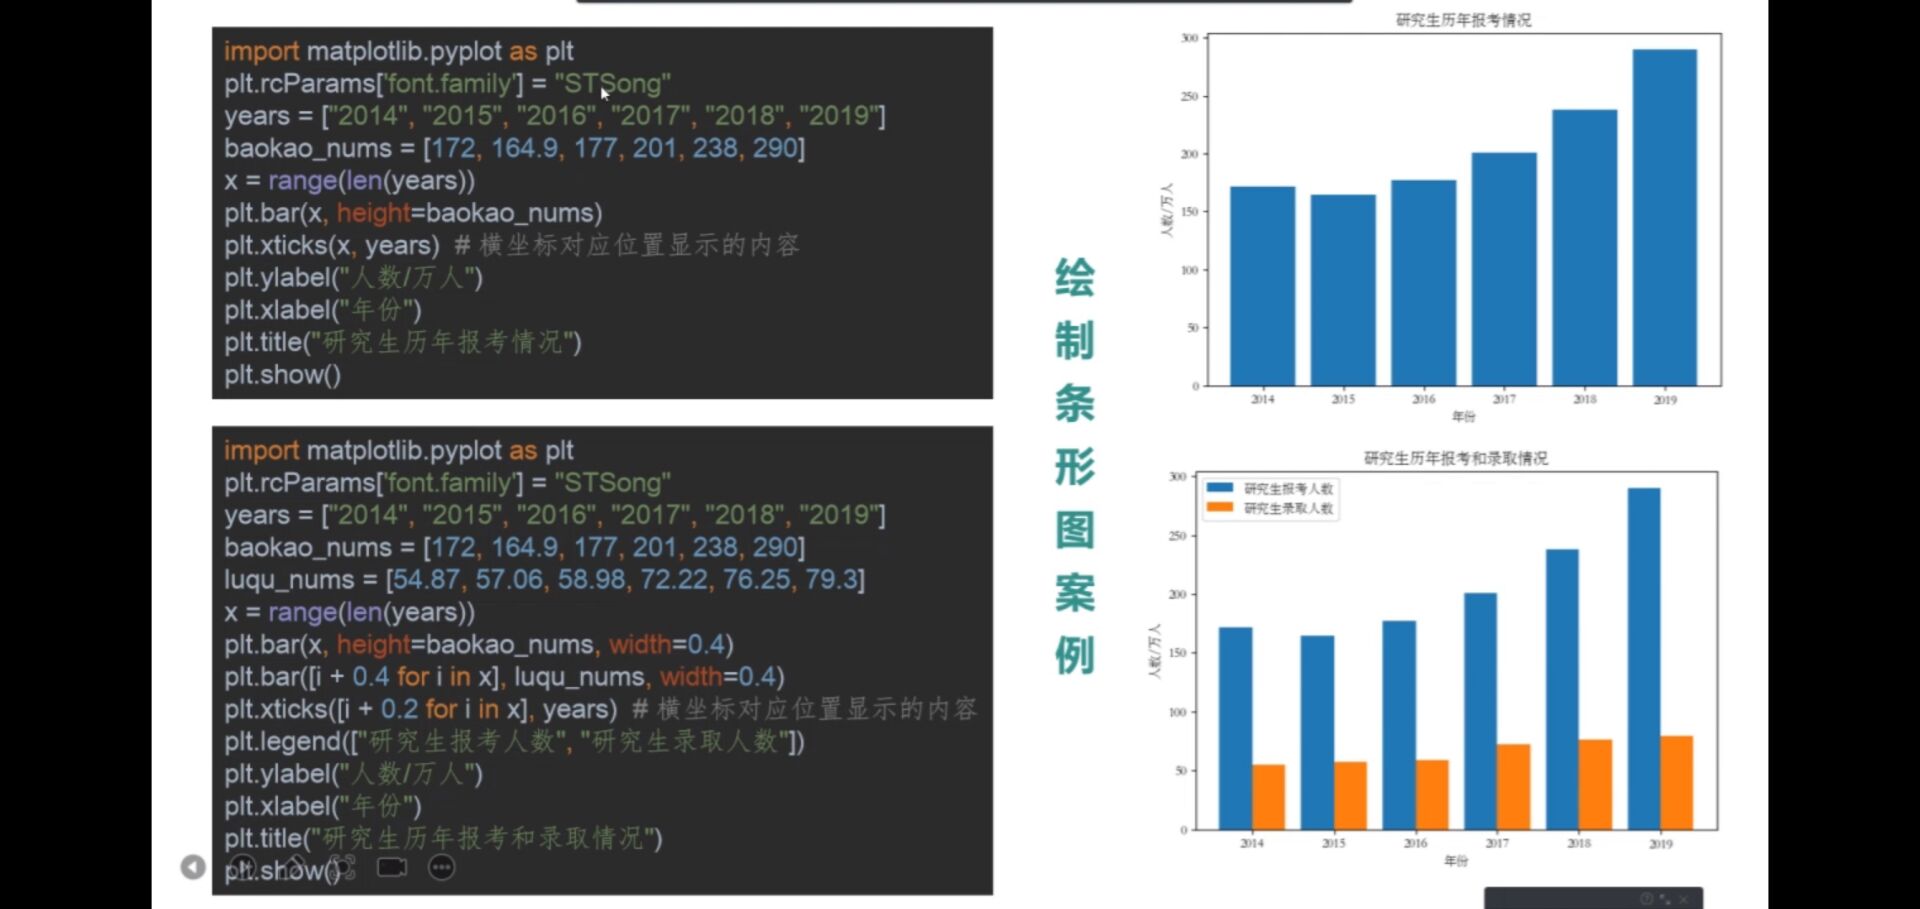 import matplotlib.pyplot as plt
plt.rcParams['font.family'] = "STSong"
years = ["2014", "2015", "2016", "2017", "2018", "2019"]
baokao_nums = [172, 164.9, 177, 201, 238, 290]
x = range(len(years))
plt.bar(x, height=baokao_nums)
plt.xticks(x, years)  # 横坐标对应位置显示的内容
plt.ylabel("人数/万人")
plt.xlabel("年份")
plt.title("研究生历年报考情况")
plt.show()
import matplotlib.pyplot as plt
plt.rcParams['font.family'] = "STSong"
years = ["2014", "2015", "2016", "2017", "2018", "2019"]
baokao_nums = [172, 164.9, 177, 201, 238, 290]
luqu_nums = [54.87, 57.06, 58.98, 72.22, 76.25, 79.3]
x = range(len(years))
plt.bar(x, height=baokao_nums, width=0.4)
plt.bar([i + 0.4 for i in x], luqu_nums, width=0.4)
plt.xticks([i + 0.2 for i in x], years)  # 横坐标对应位置显示的内容
plt.legend(["研究生报考人数", "研究生录取人数"])
plt.ylabel("人数/万人")
plt.xlabel("年份")
plt.title("研究生历年报考和录取情况")
plt.show()
绘制条形图案例
研究生历年报考情况
300
250
200
150
100
50
0
人数/万人
2014 2015 2016 2017 2018 2019
年份
研究生历年报考和录取情况
研究生报考人数
研究生录取人数
300
250
200
150
100
50
0
人数/万人
2014 2015 2016 2017 2018 2019
年份